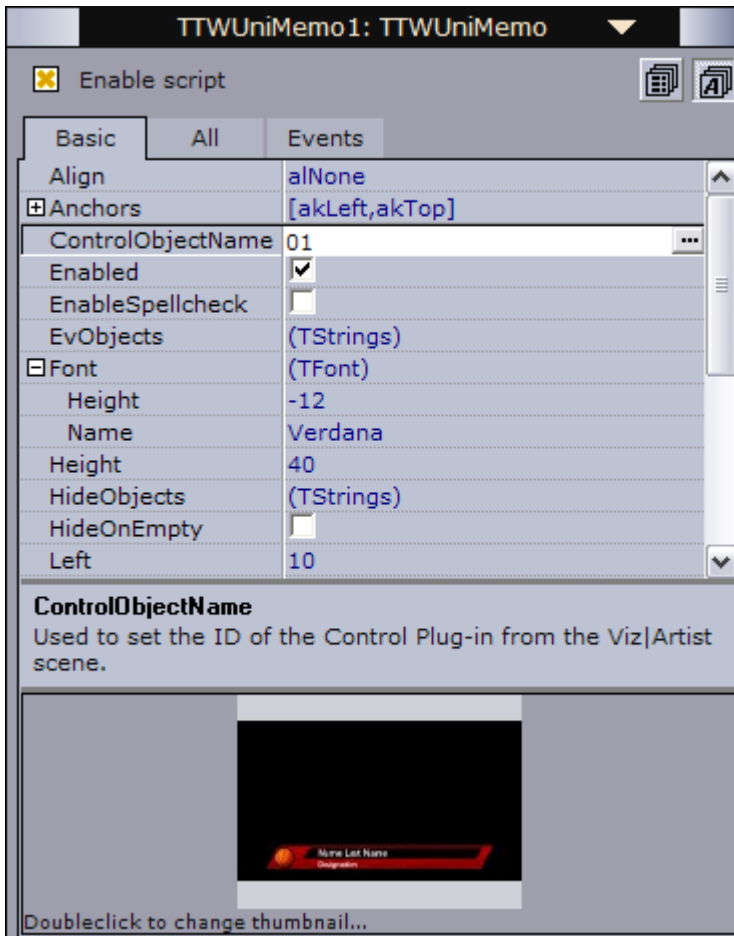 TTWUniMemo1: TTWUniMemo
Enable script
Basic All Events
Align alNone
Anchors [akLeft,akTop]
ControlObjectName 01 ...
Enabled
EnableSpellcheck
EvObjects (TStrings)
Font (TFont)
Height -12
Name Verdana
Height 40
HideObjects (TStrings)
HideOnEmpty
Left 10
ControlObjectName
Used to set the ID of the Control Plug-in from the Viz|Artist
scene.
Name Last Name
Designation
Doubleclick to change thumbnail...